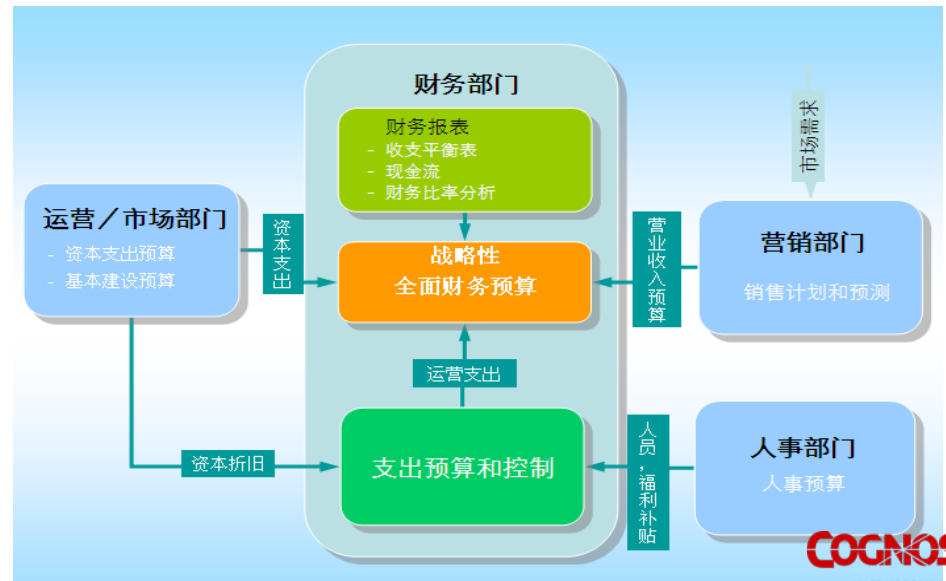 财务部门
财务报表
- 收支平衡表
- 现金流
- 财务比率分析
市场需求
运营／市场部门
- 资本支出预算
- 基本建设预算
资本支出
战略性
全面财务预算
营业收入预算
营销部门
销售计划和预测
运营支出
资本折旧
支出预算和控制
人员，福利补贴
人事部门
人事预算
COGNOS